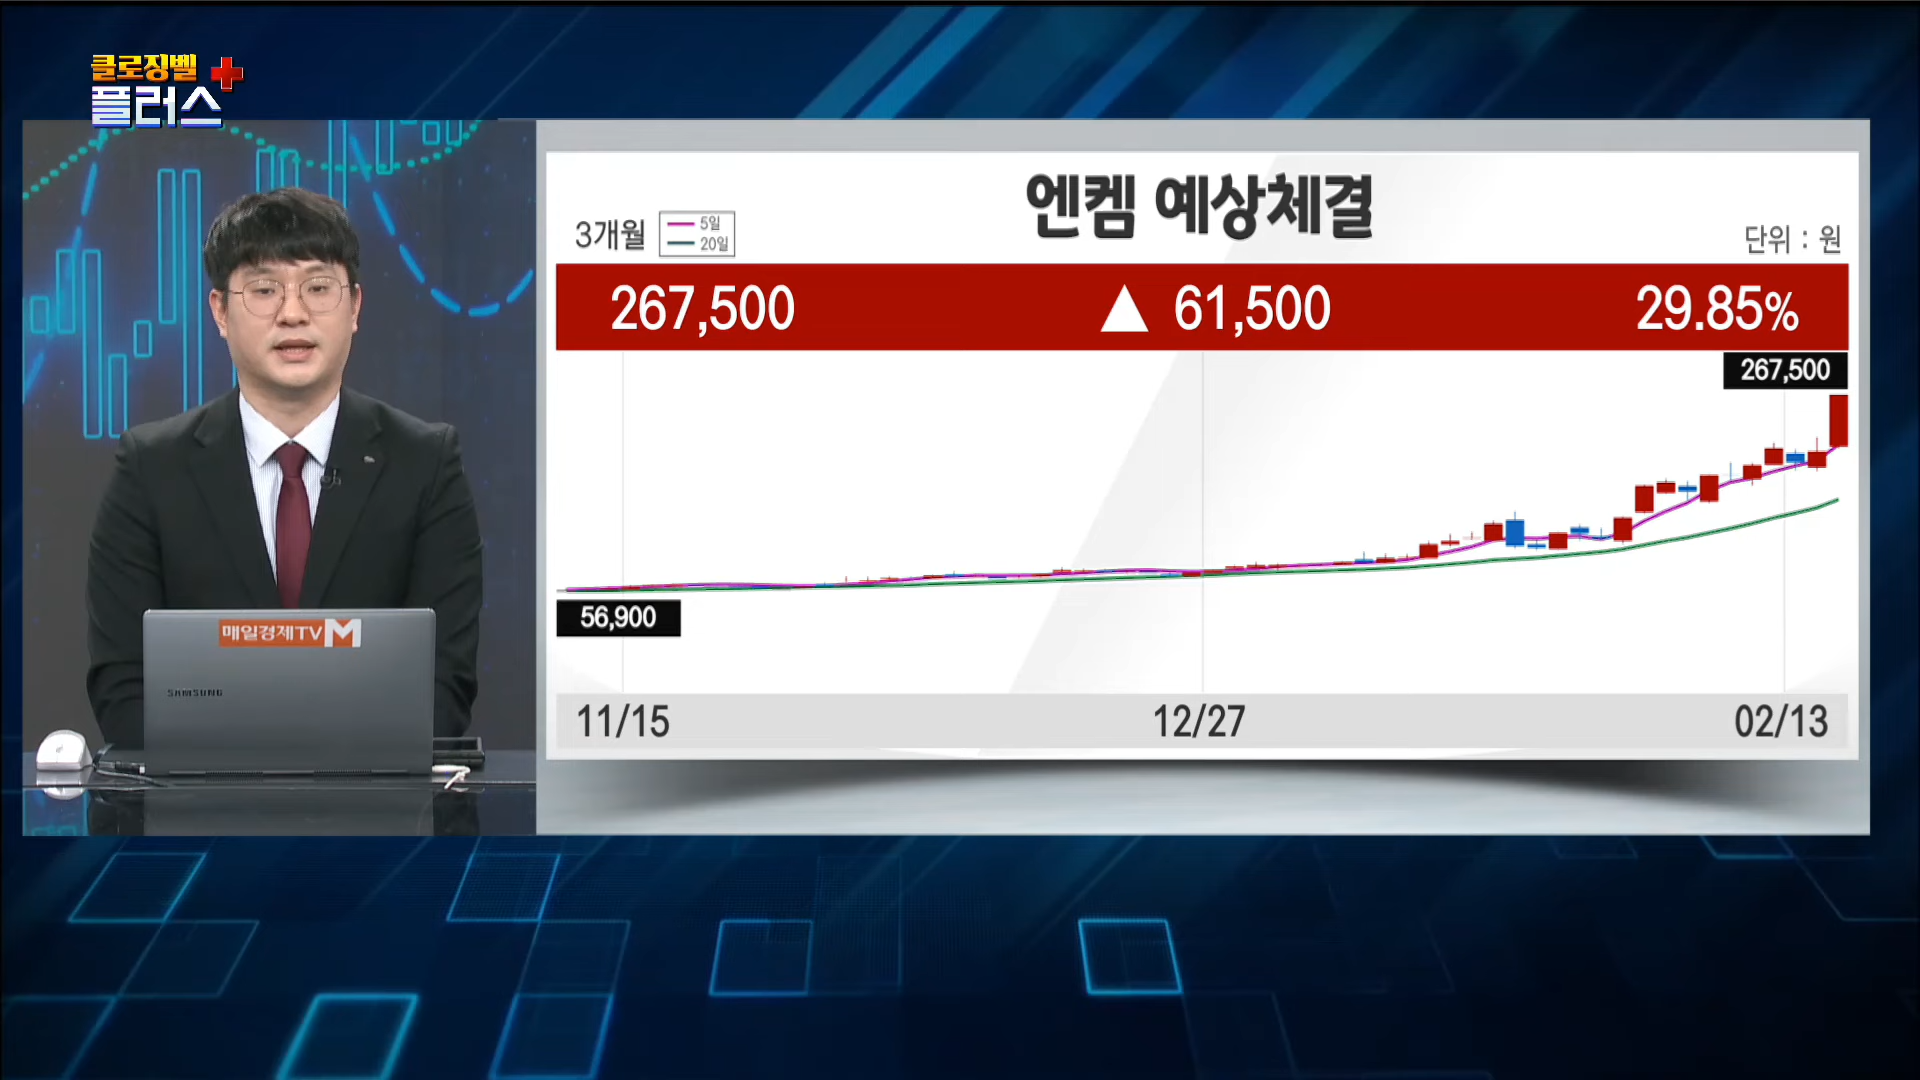 클로징벨
플러스
엔켐 예상체결
3개월
5일
20일
단위 : 원
267,500 ▲ 61,500 29.85%
267,500
56,900
11/15 12/27 02/13
매일경제TV M
SAMSUNG